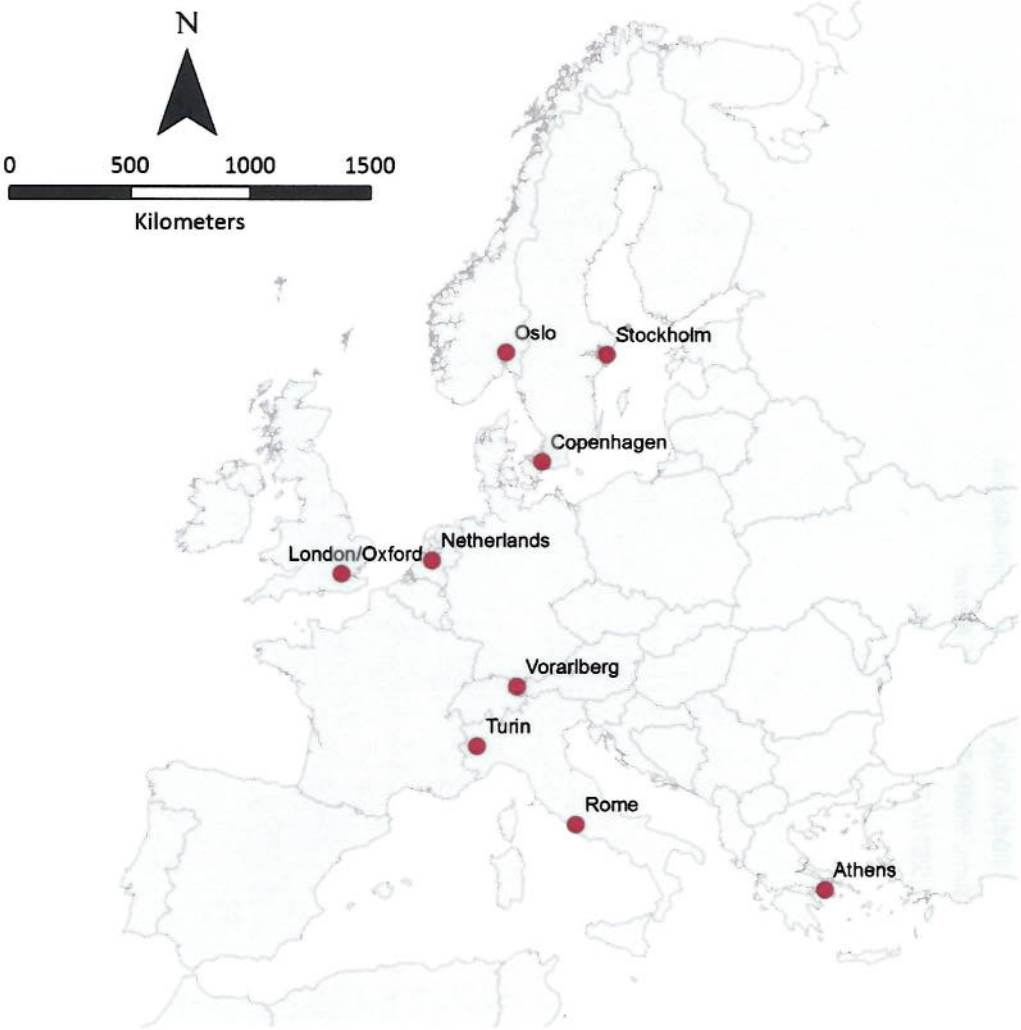 N
0 500 1000 1500
Kilometers
Oslo
Stockholm
Copenhagen
Netherlands
London/Oxford
Vorarlberg
Turin
Rome
Athens